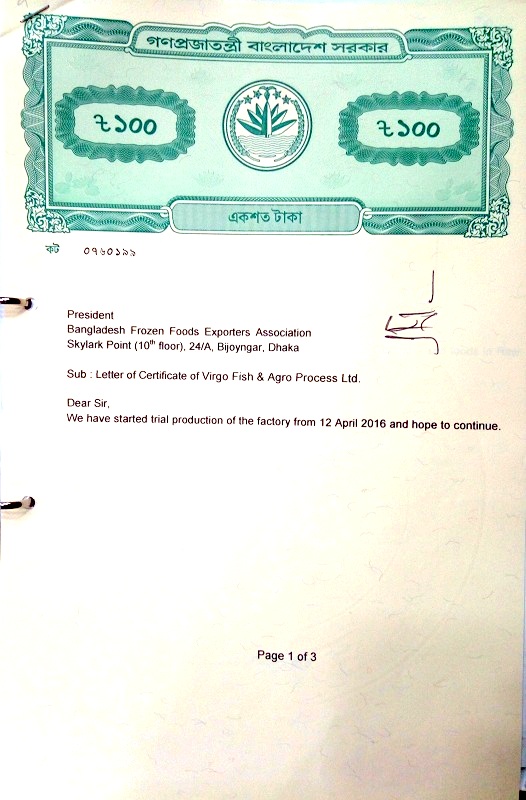 গণপ্রজাতন্ত্রী বাংলাদেশ সরকার
৳১০০ ৳১০০
একশত টাকা
কট ০৭৬০১৯৯
President
Bangladesh Frozen Foods Exporters Association
Skylark Point (10th floor), 24/A, Bijoyngar, Dhaka
Sub : Letter of Certificate of Virgo Fish & Agro Process Ltd.
Dear Sir,
We have started trial production of the factory from 12 April 2016 and hope to continue.
Page 1 of 3